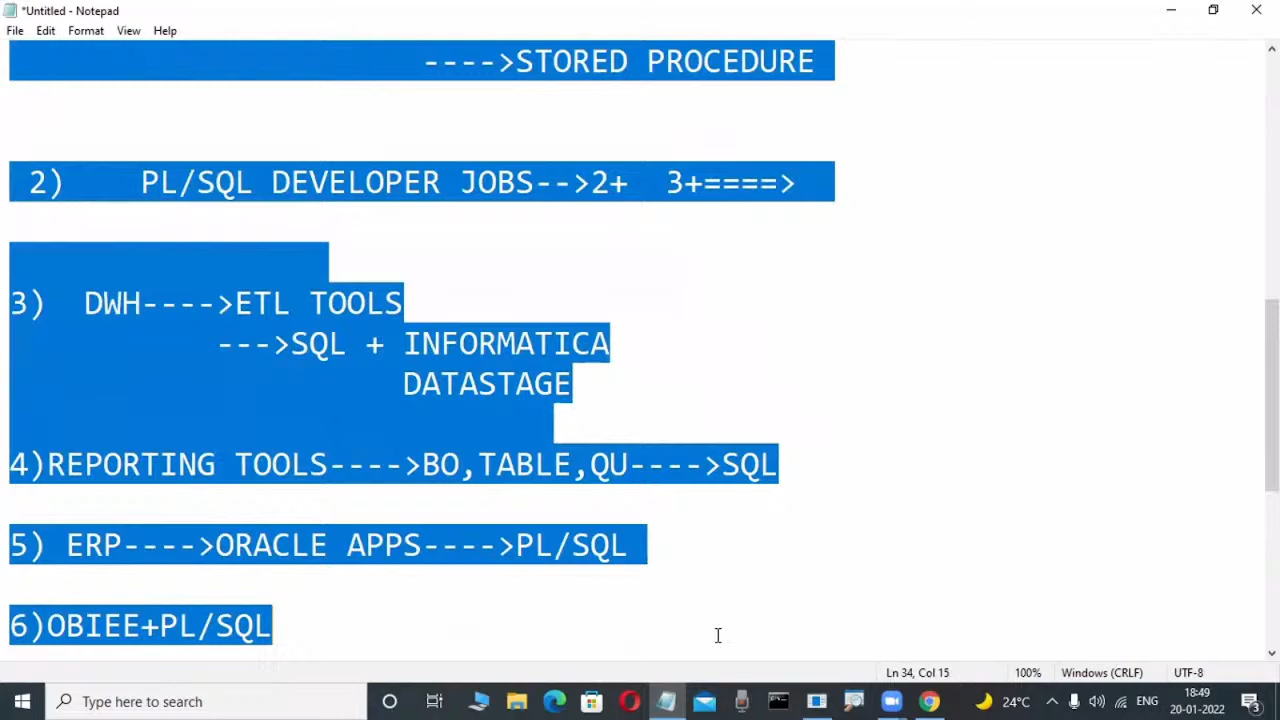 *Untitled - Notepad
File Edit Format View Help
---->STORED PROCEDURE
2) PL/SQL DEVELOPER JOBS-->2+ 3+====>
3) DWH---->ETL TOOLS
--->SQL + INFORMATICA
DATASTAGE
4)REPORTING TOOLS---->BO,TABLE,QU---->SQL
5) ERP---->ORACLE APPS---->PL/SQL
6)OBIEE+PL/SQL
Ln 34, Col 15 100% Windows (CRLF) UTF-8
Type here to search 24°C ENG 18:49
20-01-2022 3